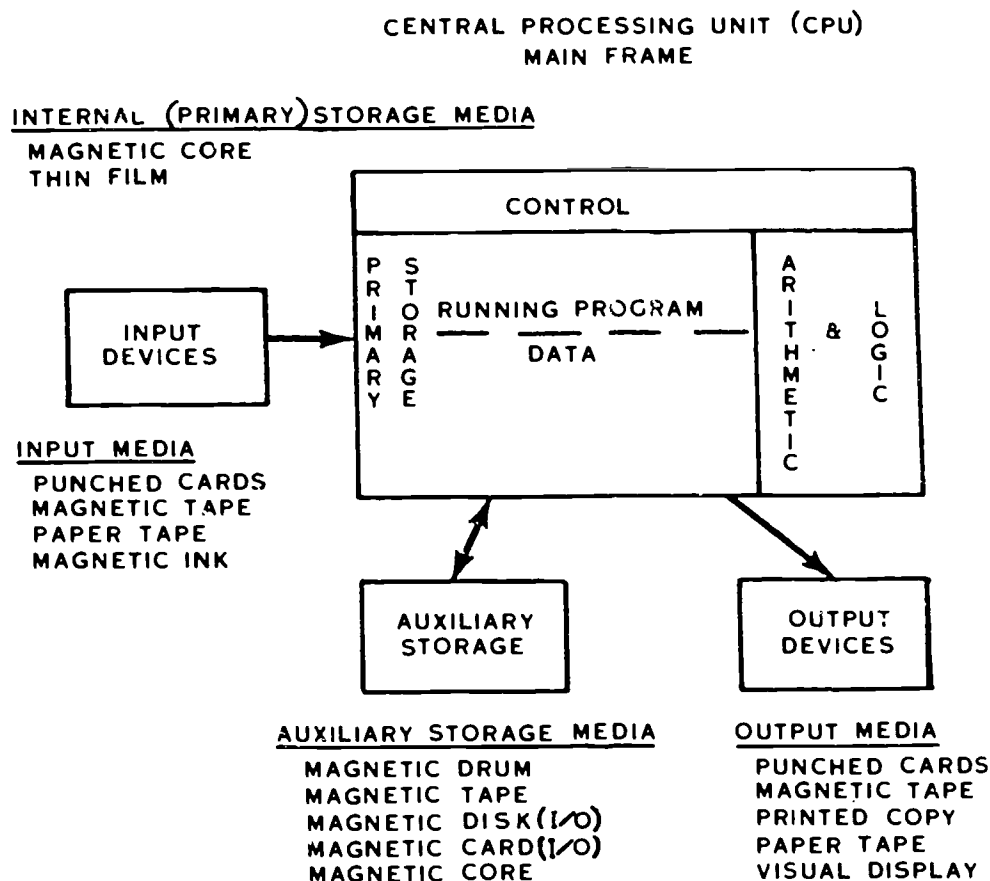 CENTRAL PROCESSING UNIT (CPU)
MAIN FRAME
INTERNAL (PRIMARY) STORAGE MEDIA
MAGNETIC CORE
THIN FILM
CONTROL
PRIMARY
STORAGE
RUNNING PROGRAM
DATA
ARITHMETIC
&
LOGIC
INPUT
DEVICES
INPUT MEDIA
PUNCHED CARDS
MAGNETIC TAPE
PAPER TAPE
MAGNETIC INK
AUXILIARY
STORAGE
OUTPUT
DEVICES
AUXILIARY STORAGE MEDIA
MAGNETIC DRUM
MAGNETIC TAPE
MAGNETIC DISK(I/O)
MAGNETIC CARD(I/O)
MAGNETIC CORE
OUTPUT MEDIA
PUNCHED CARDS
MAGNETIC TAPE
PRINTED COPY
PAPER TAPE
VISUAL DISPLAY